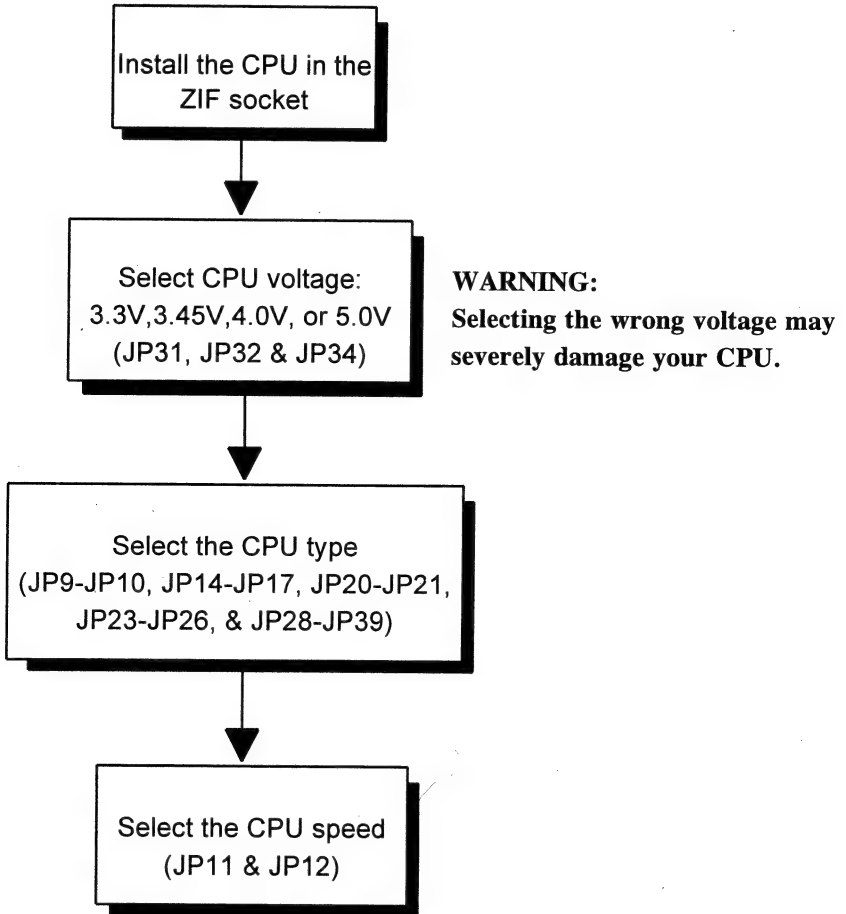 Install the CPU in the
ZIF socket
Select CPU voltage:
3.3V,3.45V,4.0V, or 5.0V
(JP31, JP32 & JP34)
WARNING:
Selecting the wrong voltage may
severely damage your CPU.
Select the CPU type
(JP9-JP10, JP14-JP17, JP20-JP21,
JP23-JP26, & JP28-JP39)
Select the CPU speed
(JP11 & JP12)